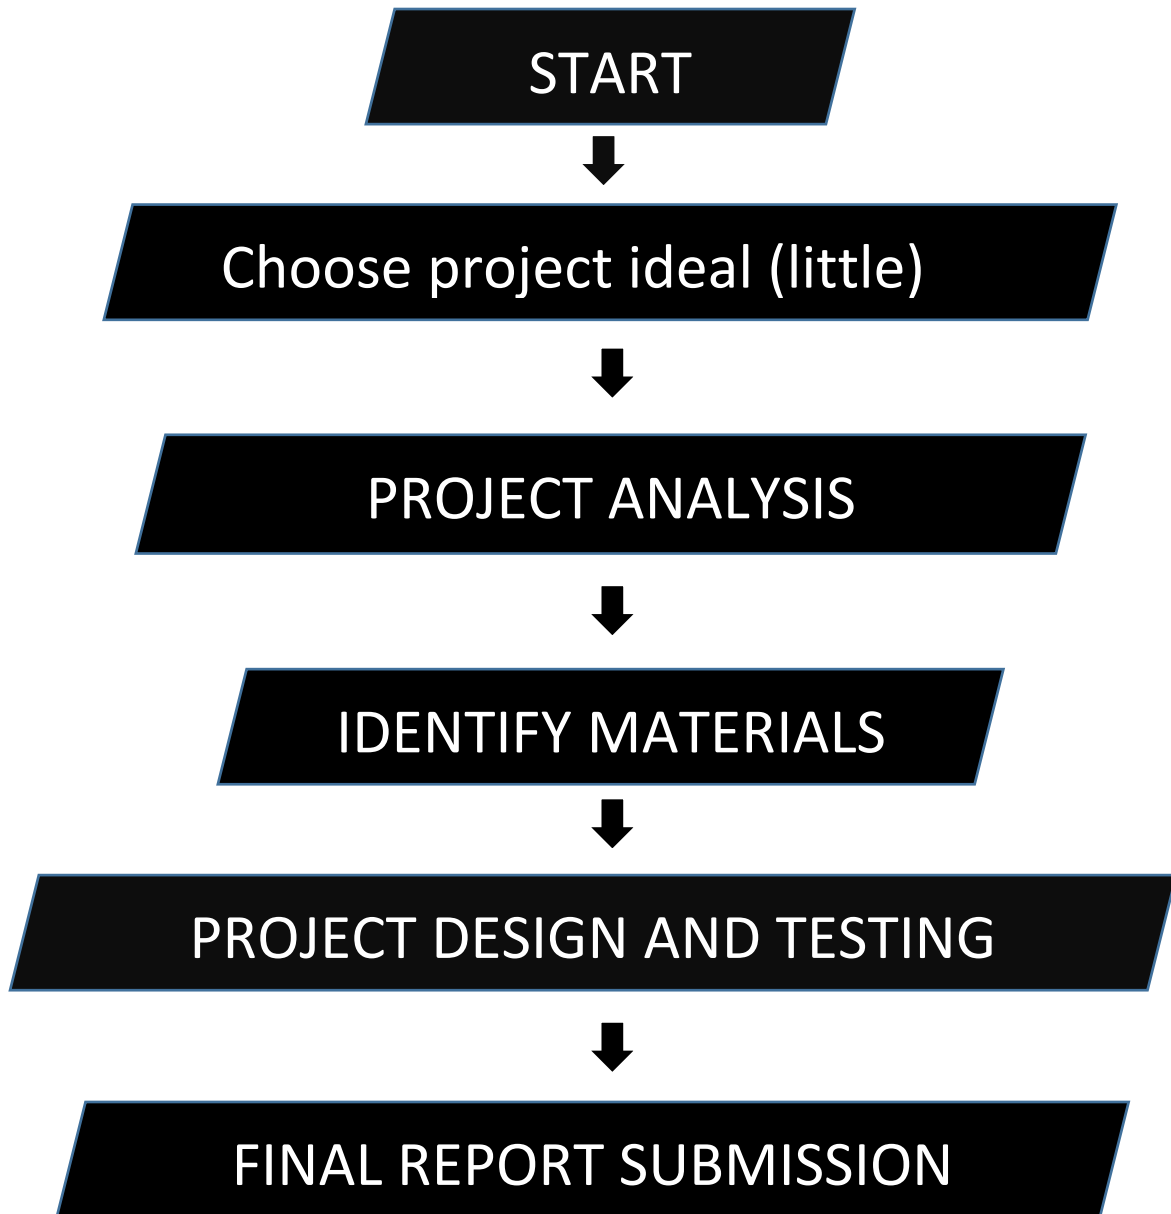 START
Choose project ideal (little)
PROJECT ANALYSIS
IDENTIFY MATERIALS
PROJECT DESIGN AND TESTING
FINAL REPORT SUBMISSION